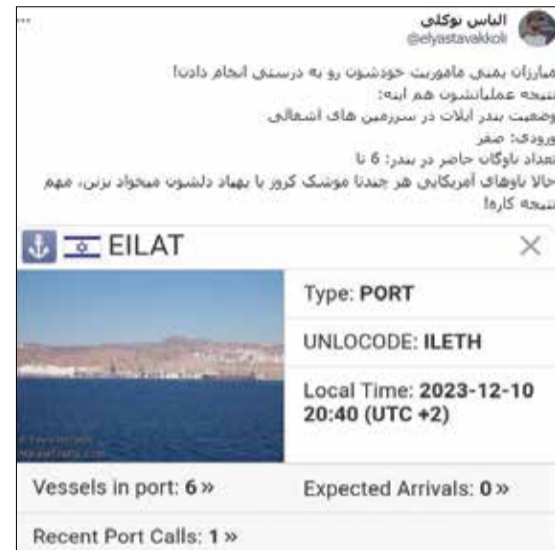 الیاس توکلی
@elyastavakkoli
مبارزان یمنی ماموریت خودشون رو به درستی انجام دادن!
نتیجه عملیاتشون هم اینه:
وضعیت بندر ایلات در سرزمین های اشغالی
ورودی: صفر
تعداد ناوگان حاضر در بندر: 6 تا
حالا ناوهای آمریکایی هر چندتا موشک کروز یا پهپاد دلشون میخواد بزنن، مهم
نتیجه کاره!
EILAT
Type: PORT
UNLOCODE: ILETH
Local Time: 2023-12-10
20:40 (UTC +2)
Vessels in port: 6 »
Expected Arrivals: 0 »
Recent Port Calls: 1 »